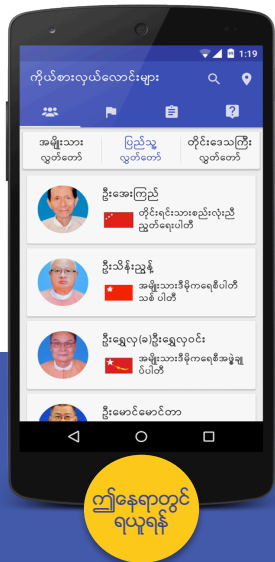 1:19
ကိုယ်စားလှယ်လောင်းများ
အမျိုးသား
လွှတ်တော်
ပြည်သူ့
လွှတ်တော်
တိုင်းဒေသကြီး
လွှတ်တော်
ဦးအေးကြည်
တိုင်းရင်းသားစည်းလုံးညီ
ညွတ်ရေးပါတီ
ဦးသိန်းညွန့်
အမျိုးသားဒီမိုကရေစီပါတီ
သစ် ပါတီ
ဦးရွှေလှ(ခ)ဦးရွှေလှဝင်း
အမျိုးသားဒီမိုကရေစီအဖွဲ့ချု
ပ်ပါတီ
ဦးမောင်မောင်တာ
ဤနေရာတွင်
ရယူရန်